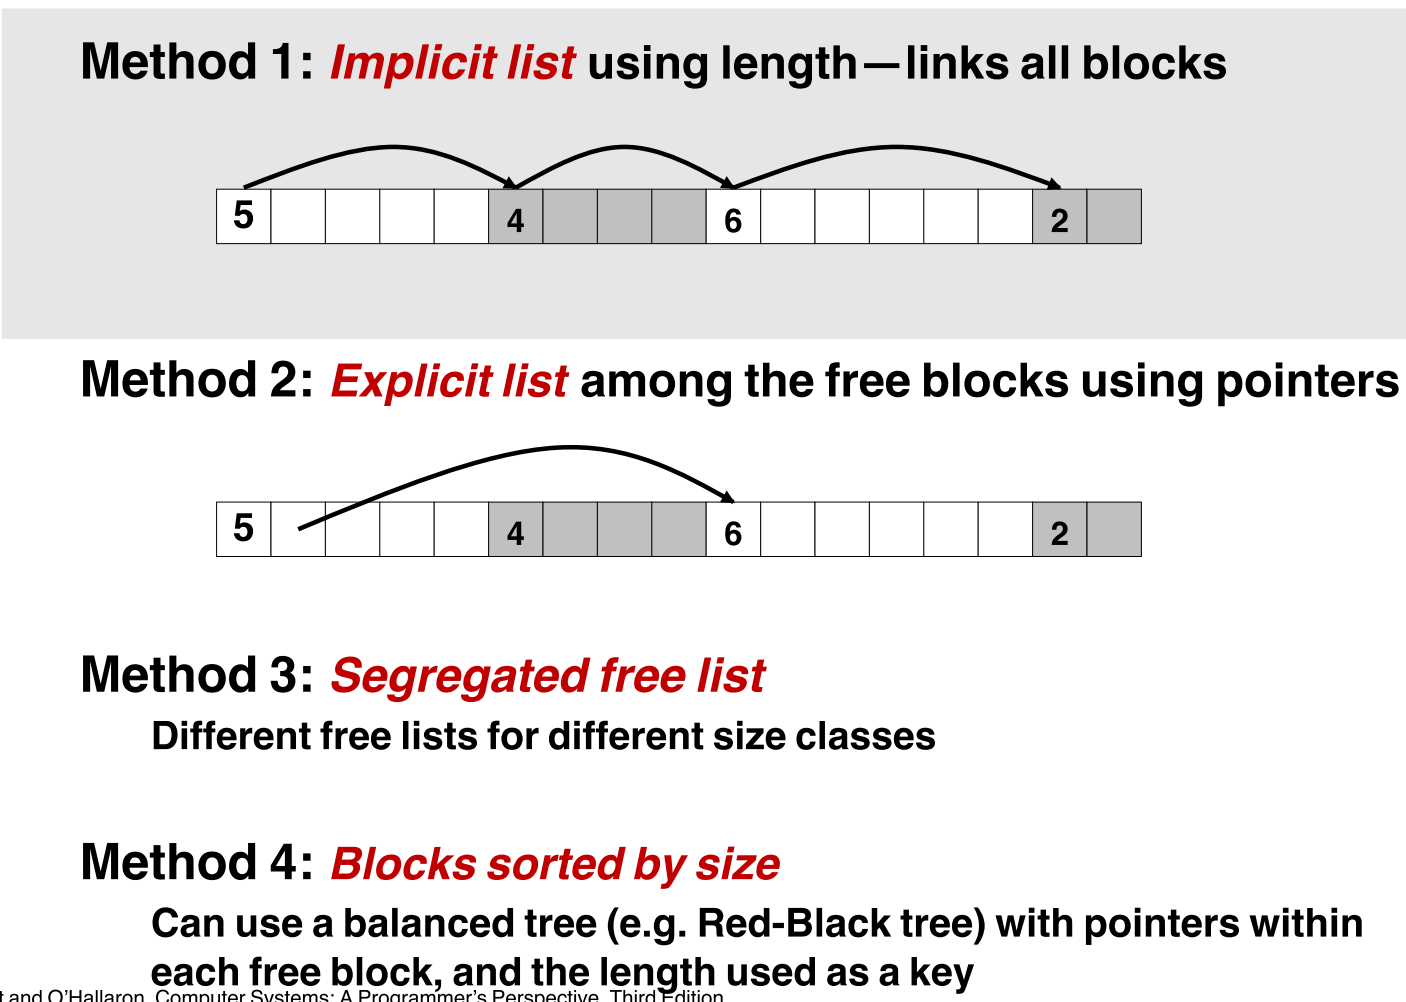 Method 1: Implicit list using length—links all blocks
5 4 6 2
Method 2: Explicit list among the free blocks using pointers
5 4 6 2
Method 3: Segregated free list
Different free lists for different size classes
Method 4: Blocks sorted by size
Can use a balanced tree (e.g. Red-Black tree) with pointers within
each free block, and the length used as a key
and O'Hallaron, Computer Systems: A Programmer's Perspective, Third Edition